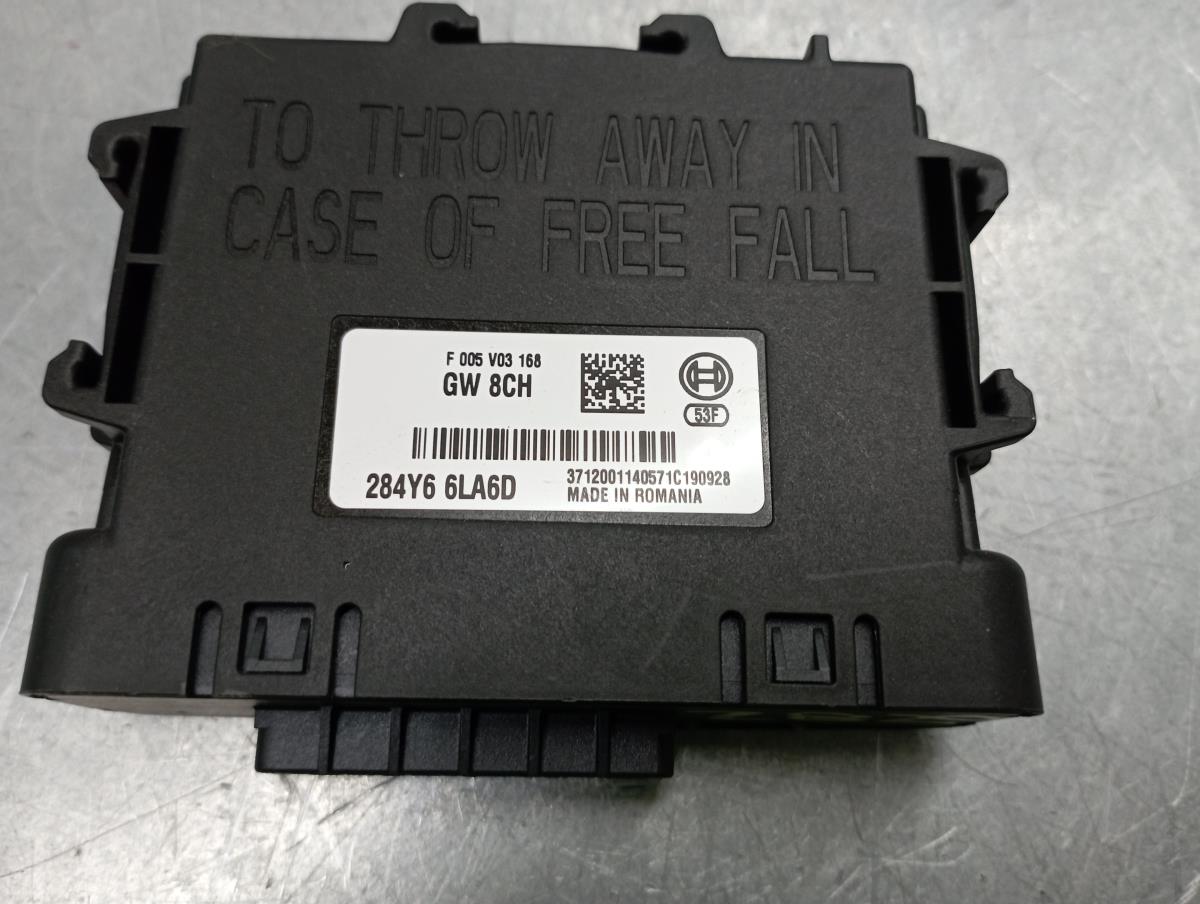 TO THROW AWAY IN
CASE OF FREE FALL
F 005 V03 168
GW 8CH
53F
284Y6 6LA6D
3712001140571C190928
MADE IN ROMANIA